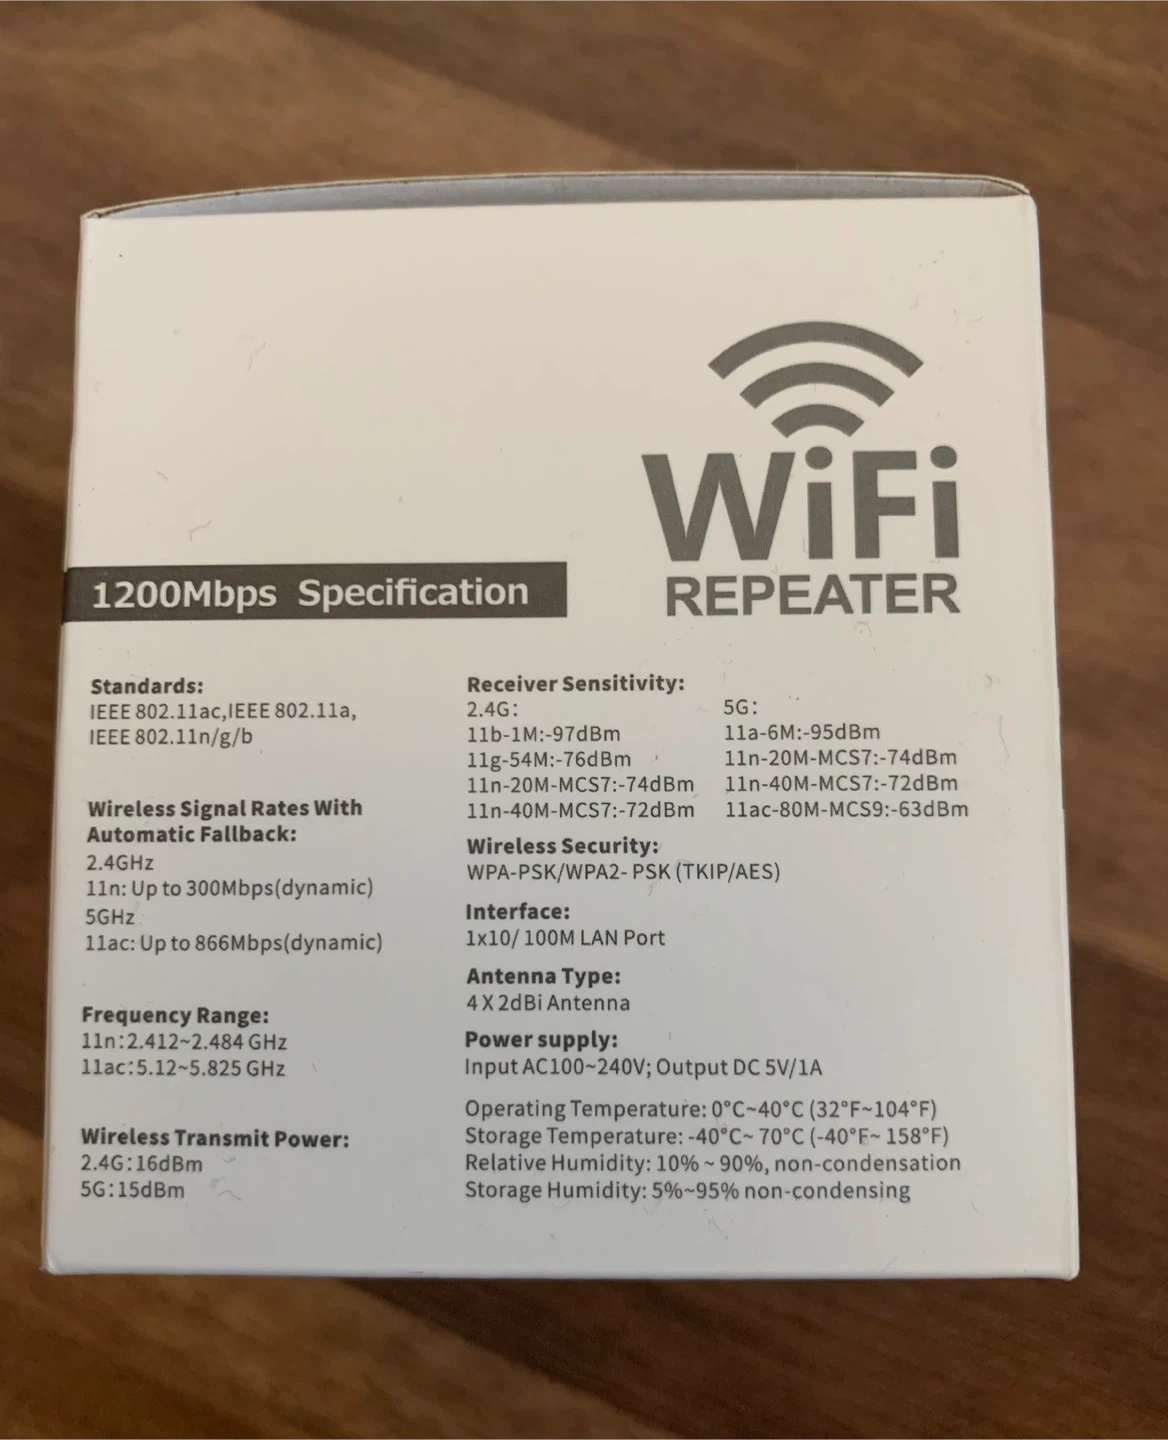 WiFi
REPEATER
1200Mbps Specification
Standards:
IEEE 802.11ac,IEEE 802.11a,
IEEE 802.11n/g/b
Wireless Signal Rates With
Automatic Fallback:
2.4GHz
11n: Up to 300Mbps(dynamic)
5GHz
11ac: Up to 866Mbps(dynamic)
Frequency Range:
11n:2.412~2.484 GHz
11ac:5.12~5.825 GHz
Wireless Transmit Power:
2.4G:16dBm
5G:15dBm
Receiver Sensitivity:
2.4G:
11b-1M:-97dBm
11g-54M:-76dBm
11n-20M-MCS7:-74dBm
11n-40M-MCS7:-72dBm
5G:
11a-6M:-95dBm
11n-20M-MCS7:-74dBm
11n-40M-MCS7:-72dBm
11ac-80M-MCS9:-63dBm
Wireless Security:
WPA-PSK/WPA2- PSK (TKIP/AES)
Interface:
1x10/ 100M LAN Port
Antenna Type:
4 X 2dBi Antenna
Power supply:
Input AC100~240V; Output DC 5V/1A
Operating Temperature: 0°C~40°C (32°F~104°F)
Storage Temperature: -40°C~ 70°C (-40°F~ 158°F)
Relative Humidity: 10% ~ 90%, non-condensation
Storage Humidity: 5%~95% non-condensing